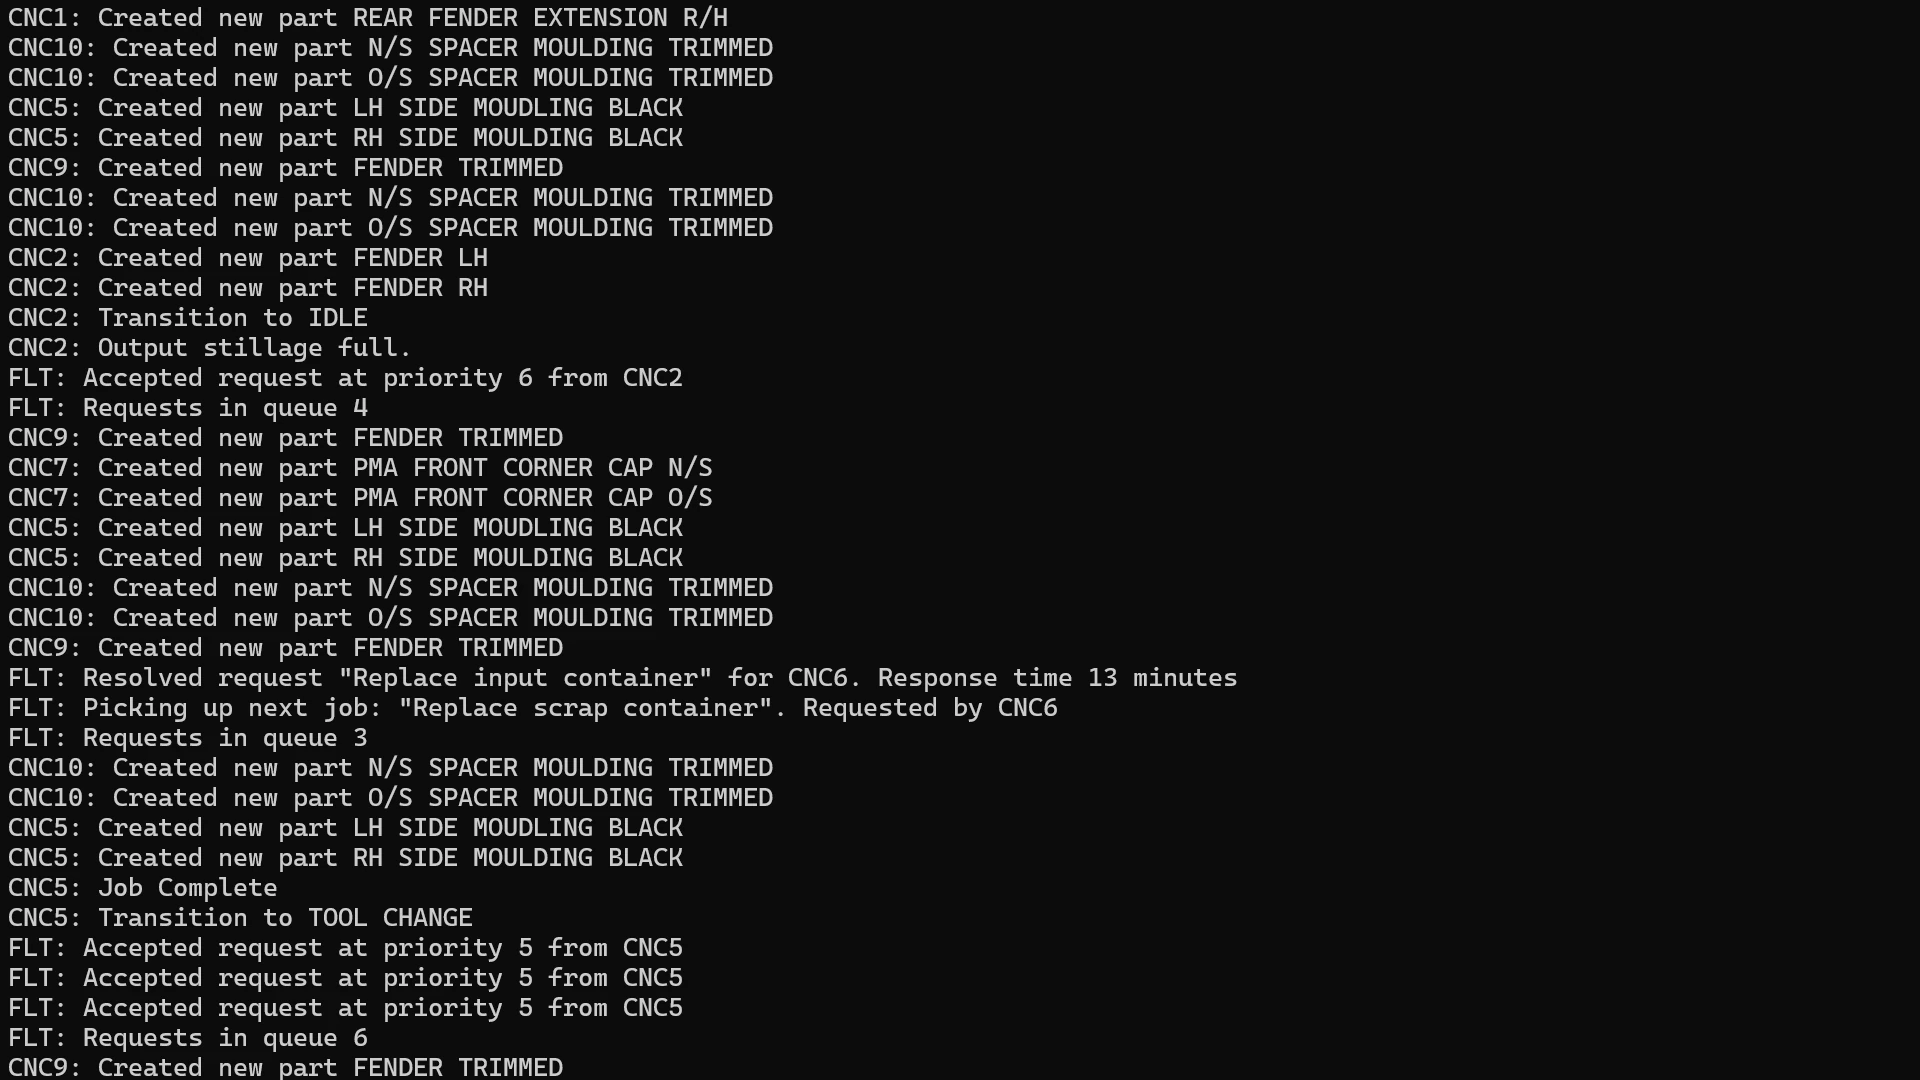 CNC1: Created new part REAR FENDER EXTENSION R/H
CNC10: Created new part N/S SPACER MOULDING TRIMMED
CNC10: Created new part O/S SPACER MOULDING TRIMMED
CNC5: Created new part LH SIDE MOUDLING BLACK
CNC5: Created new part RH SIDE MOULDING BLACK
CNC9: Created new part FENDER TRIMMED
CNC10: Created new part N/S SPACER MOULDING TRIMMED
CNC10: Created new part O/S SPACER MOULDING TRIMMED
CNC2: Created new part FENDER LH
CNC2: Created new part FENDER RH
CNC2: Transition to IDLE
CNC2: Output stillage full.
FLT: Accepted request at priority 6 from CNC2
FLT: Requests in queue 4
CNC9: Created new part FENDER TRIMMED
CNC7: Created new part PMA FRONT CORNER CAP N/S
CNC7: Created new part PMA FRONT CORNER CAP O/S
CNC5: Created new part LH SIDE MOUDLING BLACK
CNC5: Created new part RH SIDE MOULDING BLACK
CNC10: Created new part N/S SPACER MOULDING TRIMMED
CNC10: Created new part O/S SPACER MOULDING TRIMMED
CNC9: Created new part FENDER TRIMMED
FLT: Resolved request "Replace input container" for CNC6. Response time 13 minutes
FLT: Picking up next job: "Replace scrap container". Requested by CNC6
FLT: Requests in queue 3
CNC10: Created new part N/S SPACER MOULDING TRIMMED
CNC10: Created new part O/S SPACER MOULDING TRIMMED
CNC5: Created new part LH SIDE MOUDLING BLACK
CNC5: Created new part RH SIDE MOULDING BLACK
CNC5: Job Complete
CNC5: Transition to TOOL CHANGE
FLT: Accepted request at priority 5 from CNC5
FLT: Accepted request at priority 5 from CNC5
FLT: Accepted request at priority 5 from CNC5
FLT: Requests in queue 6
CNC9: Created new part FENDER TRIMMED